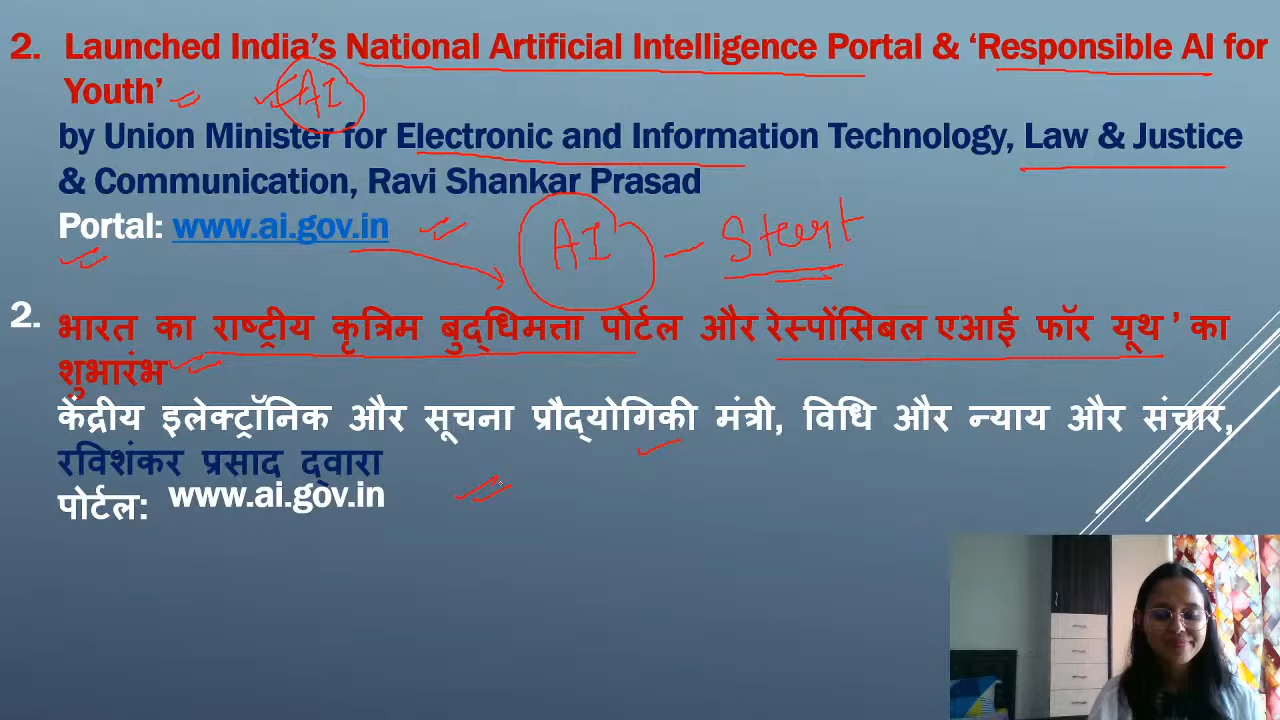 2. Launched India's National Artificial Intelligence Portal & ‘Responsible AI for
Youth’
AI
by Union Minister for Electronic and Information Technology, Law & Justice
& Communication, Ravi Shankar Prasad
Portal: www.ai.gov.in
AI - Start
2. भारत का राष्ट्रीय कृत्रिम बुद्धिमत्ता पोर्टल और रेस्पोंसिबल एआई फॉर यूथ ’ का
शुभारंभ
केंद्रीय इलेक्ट्रॉनिक और सूचना प्रौद्योगिकी मंत्री, विधि और न्याय और संचार,
रविशंकर प्रसाद द्वारा
पोर्टल: www.ai.gov.in